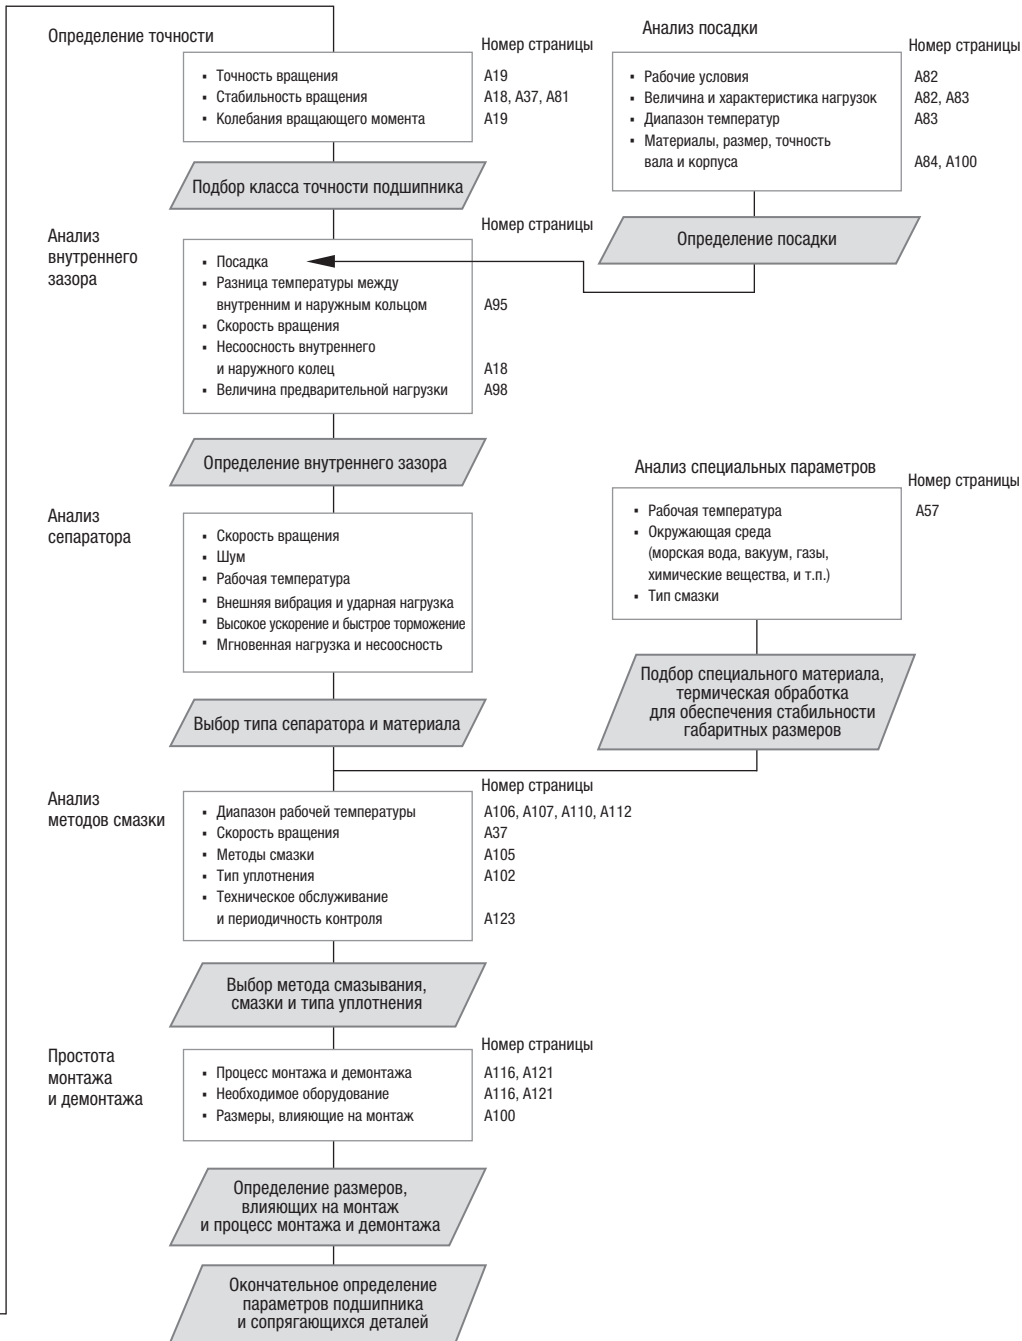 Определение точности
Номер страницы
▪ Точность вращения
A19
▪ Стабильность вращения
A18, A37, A81
▪ Колебания вращающего момента
A19
Подбор класса точности подшипника
Анализ посадки
Номер страницы
▪ Рабочие условия
A82
▪ Величина и характеристика нагрузок
A82, A83
▪ Диапазон температур
A83
▪ Материалы, размер, точность
вала и корпуса
A84, A100
Определение посадки
Анализ
внутреннего
зазора
Номер страницы
▪ Посадка
▪ Разница температуры между
внутренним и наружным кольцом
A95
▪ Скорость вращения
▪ Несоосность внутреннего
и наружного колец
A18
▪ Величина предварительной нагрузки
A98
Определение внутреннего зазора
Анализ
сепаратора
▪ Скорость вращения
▪ Шум
▪ Рабочая температура
▪ Внешняя вибрация и ударная нагрузка
▪ Высокое ускорение и быстрое торможение
▪ Мгновенная нагрузка и несоосность
Выбор типа сепаратора и материала
Анализ специальных параметров
Номер страницы
▪ Рабочая температура
A57
▪ Окружающая среда
(морская вода, вакуум, газы,
химические вещества, и т.п.)
▪ Тип смазки
Подбор специального материала,
термическая обработка
для обеспечения стабильности
габаритных размеров
Анализ
методов смазки
Номер страницы
▪ Диапазон рабочей температуры
A106, A107, A110, A112
▪ Скорость вращения
A37
▪ Методы смазки
A105
▪ Тип уплотнения
A102
▪ Техническое обслуживание
и периодичность контроля
A123
Выбор метода смазывания,
смазки и типа уплотнения
Простота
монтажа
и демонтажа
Номер страницы
▪ Процесс монтажа и демонтажа
A116, A121
▪ Необходимое оборудование
A116, A121
▪ Размеры, влияющие на монтаж
A100
Определение размеров,
влияющих на монтаж
и процесс монтажа и демонтажа
Окончательное определение
параметров подшипника
и сопрягающихся деталей